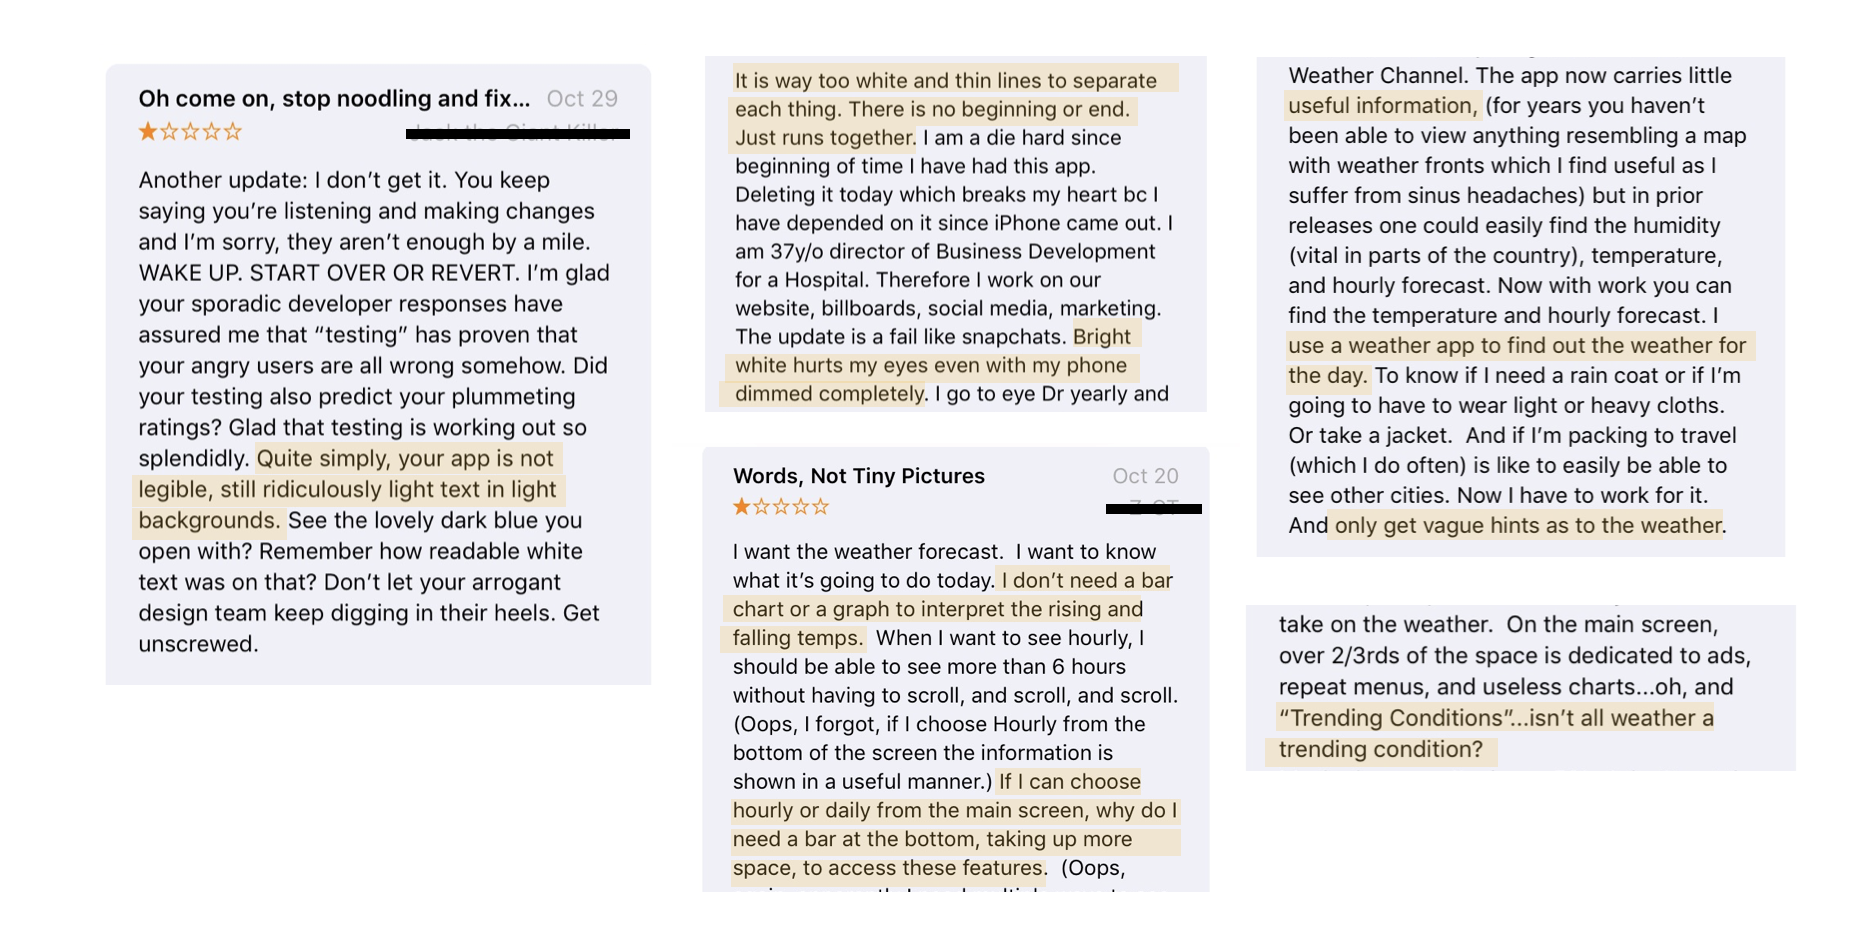 Oh come on, stop noodling and fix... Oct 29
Another update: I don't get it. You keep
saying you're listening and making changes
and I'm sorry, they aren't enough by a mile.
WAKE UP. START OVER OR REVERT. I'm glad
your sporadic developer responses have
assured me that “testing” has proven that
your angry users are all wrong somehow. Did
your testing also predict your plummeting
ratings? Glad that testing is working out so
splendidly. Quite simply, your app is not
legible, still ridiculously light text in light
backgrounds. See the lovely dark blue you
open with? Remember how readable white
text was on that? Don't let your arrogant
design team keep digging in their heels. Get
unscrewed.
It is way too white and thin lines to separate
each thing. There is no beginning or end.
Just runs together. I am a die hard since
beginning of time I have had this app.
Deleting it today which breaks my heart bc I
have depended on it since iPhone came out. I
am 37y/o director of Business Development
for a Hospital. Therefore I work on our
website, billboards, social media, marketing.
The update is a fail like snapchats. Bright
white hurts my eyes even with my phone
dimmed completely. I go to eye Dr yearly and
Words, Not Tiny Pictures Oct 20
I want the weather forecast.  I want to know
what it's going to do today. I don't need a bar
chart or a graph to interpret the rising and
falling temps.  When I want to see hourly, I
should be able to see more than 6 hours
without having to scroll, and scroll, and scroll.
(Oops, I forgot, if I choose Hourly from the
bottom of the screen the information is
shown in a useful manner.) If I can choose
hourly or daily from the main screen, why do I
need a bar at the bottom, taking up more
space, to access these features.  (Oops,
Weather Channel. The app now carries little
useful information, (for years you haven't
been able to view anything resembling a map
with weather fronts which I find useful as I
suffer from sinus headaches) but in prior
releases one could easily find the humidity
(vital in parts of the country), temperature,
and hourly forecast. Now with work you can
find the temperature and hourly forecast. I
use a weather app to find out the weather for
the day. To know if I need a rain coat or if I'm
going to have to wear light or heavy cloths.
Or take a jacket.  And if I'm packing to travel
(which I do often) is like to easily be able to
see other cities. Now I have to work for it.
And only get vague hints as to the weather.
take on the weather.  On the main screen,
over 2/3rds of the space is dedicated to ads,
repeat menus, and useless charts...oh, and
“Trending Conditions”...isn't all weather a
trending condition?